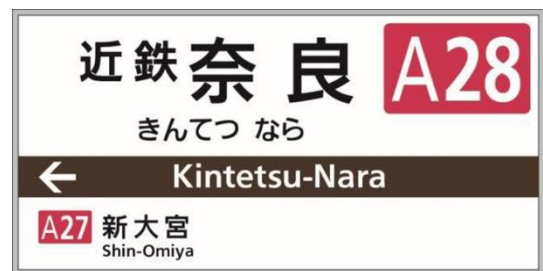 近鉄奈良 A28
きんてつ なら
← Kintetsu-Nara
A27 新大宮
Shin-Omiya